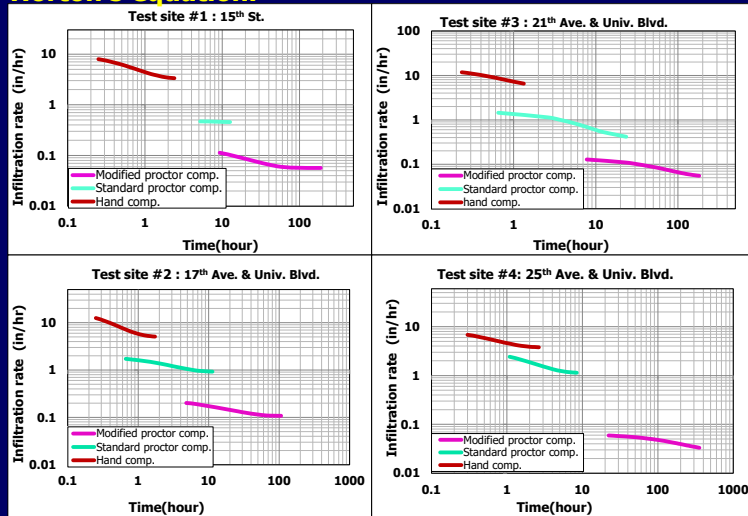 Horton's equation.
Test site #1 : 15th St.
Infiltration rate (in/hr)
10
1
0.1
0.01
Modified proctor comp.
Standard proctor comp.
Hand comp.
0.1
1
10
100
Time(hour)
Test site #3 : 21th Ave. & Univ. Blvd.
Infiltration rate (in/hr)
100
10
1
0.1
0.01
Modified proctor comp.
Standard proctor comp.
hand comp.
0.1
1
10
100
Time(hour)
Test site #2 : 17th Ave. & Univ. Blvd.
Infiltration rate (in/hr)
10
1
0.1
0.01
Modified proctor comp.
Standard proctor comp.
Hand comp.
0.1
1
10
100
1000
Time(hour)
Test site #4: 25th Ave. & Univ. Blvd.
Infiltration rate (in/hr)
10
1
0.1
0.01
Modified proctor comp.
Standard proctor comp.
Hand comp.
0.1
1
10
100
1000
Time(hour)